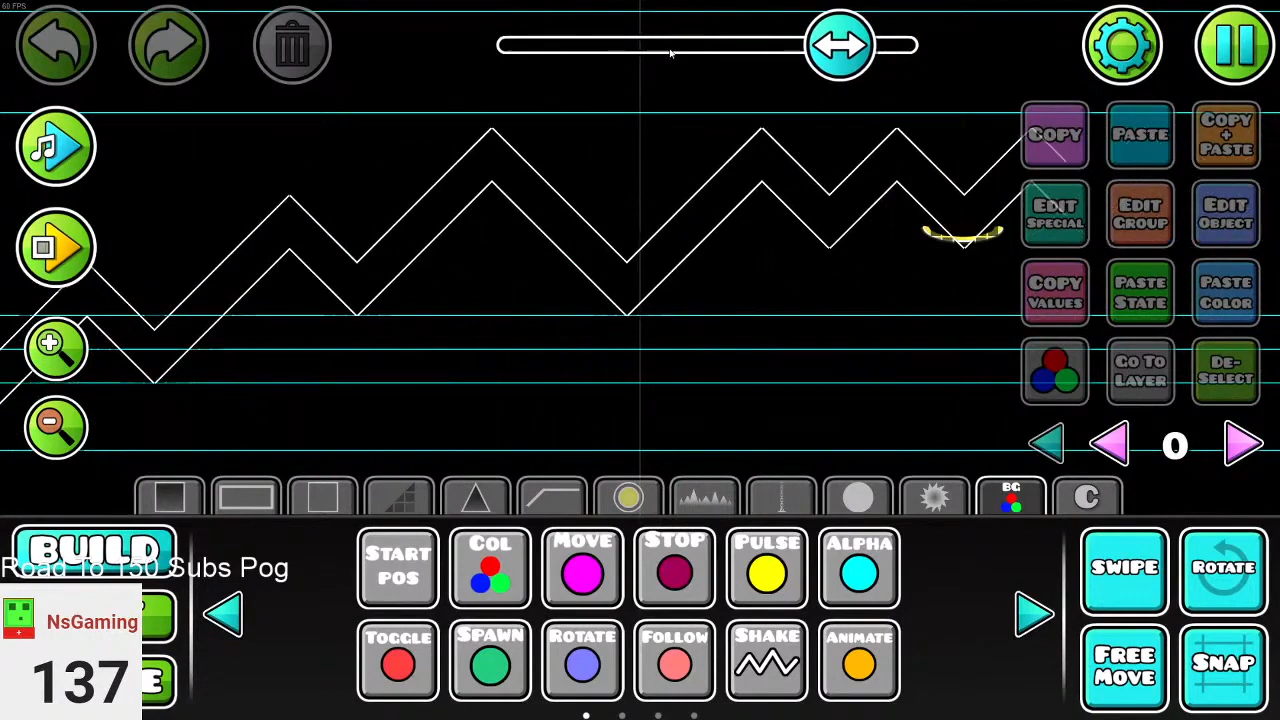 60 FPS
COPY
PASTE
COPY
+
PASTE
EDIT
SPECIAL
EDIT
GROUP
EDIT
OBJECT
COPY
VALUES
PASTE
STATE
PASTE
COLOR
GO TO
LAYER
DE-
SELECT
0
BG
C
BUILD
Road To 150 Subs Pog
NsGaming
137
E
START
POS
COL
MOVE
STOP
PULSE
ALPHA
TOGGLE
SPAWN
ROTATE
FOLLOW
SHAKE
ANIMATE
SWIPE
ROTATE
FREE
MOVE
SNAP